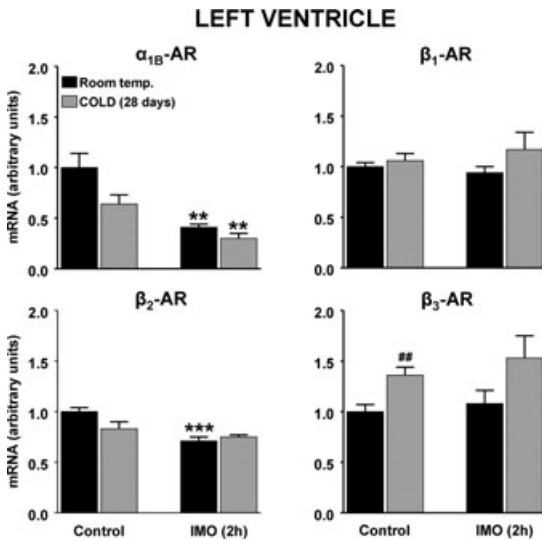 LEFT VENTRICLE
α1B-AR
β1-AR
mRNA (arbitrary units)
2.0
1.5
1.0
0.5
0.0
Room temp.
COLD (28 days)
**
**
2.0
1.5
1.0
0.5
0.0
β2-AR
β3-AR
mRNA (arbitrary units)
2.0
1.5
1.0
0.5
0.0
***
Control
IMO (2h)
2.0
1.5
1.0
0.5
0.0
##
Control
IMO (2h)